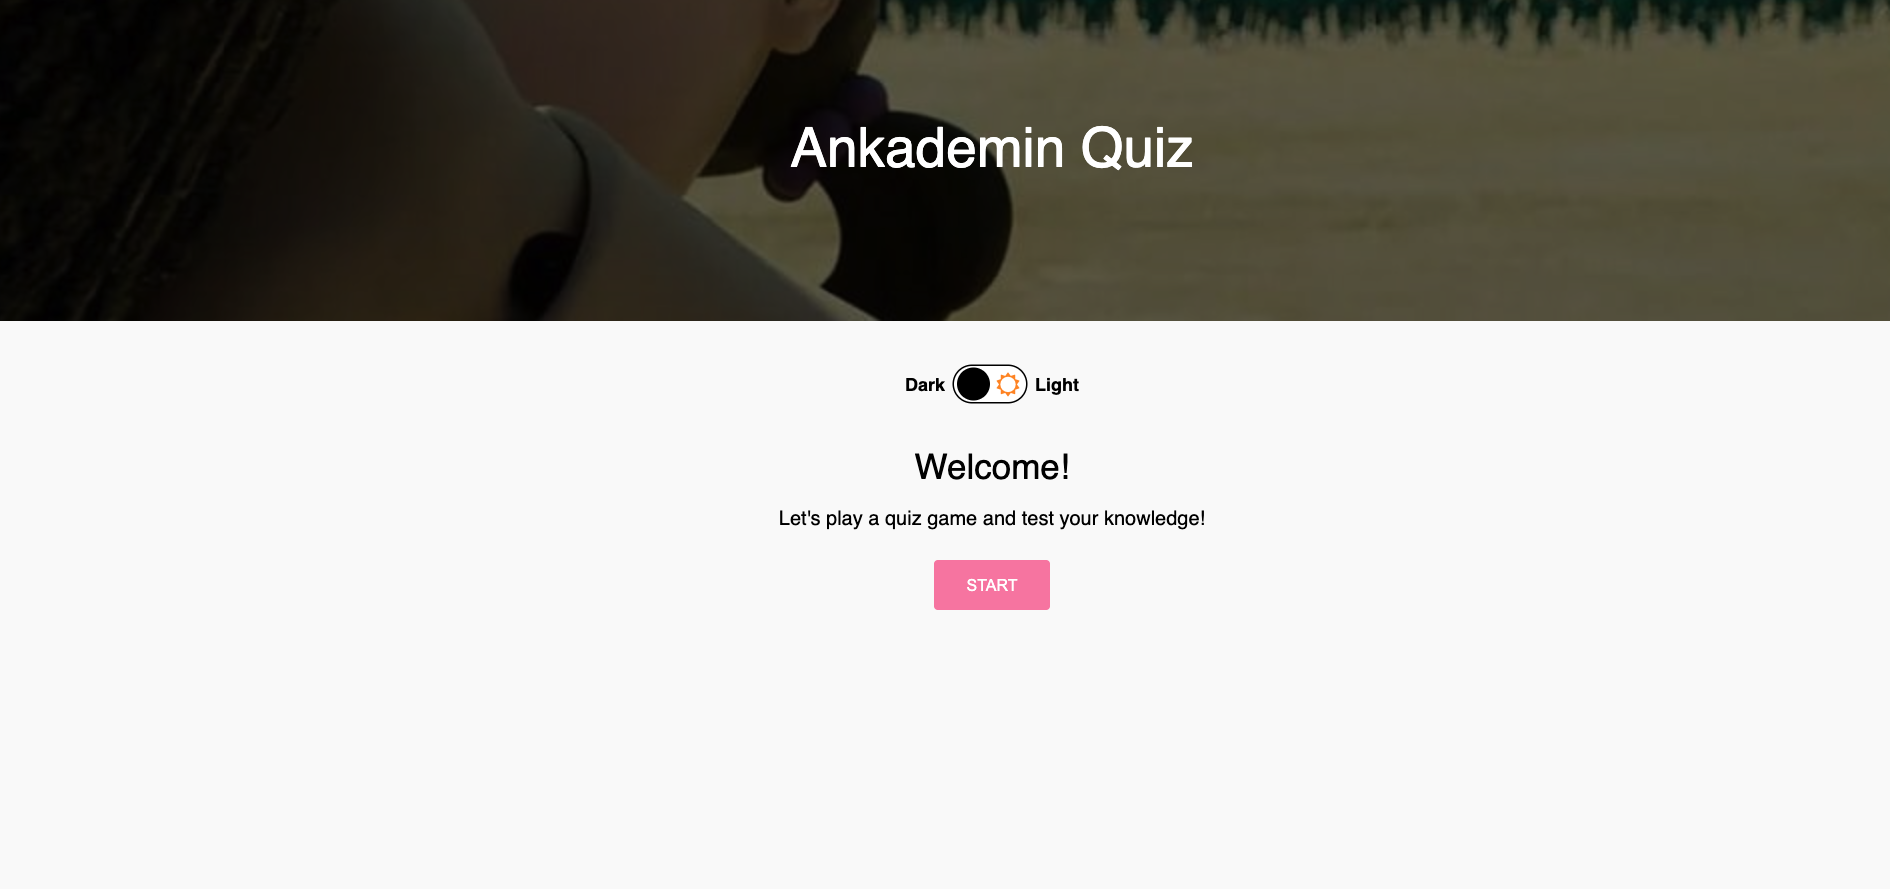 Ankademin Quiz
Dark Light
Welcome!
Let's play a quiz game and test your knowledge!
START